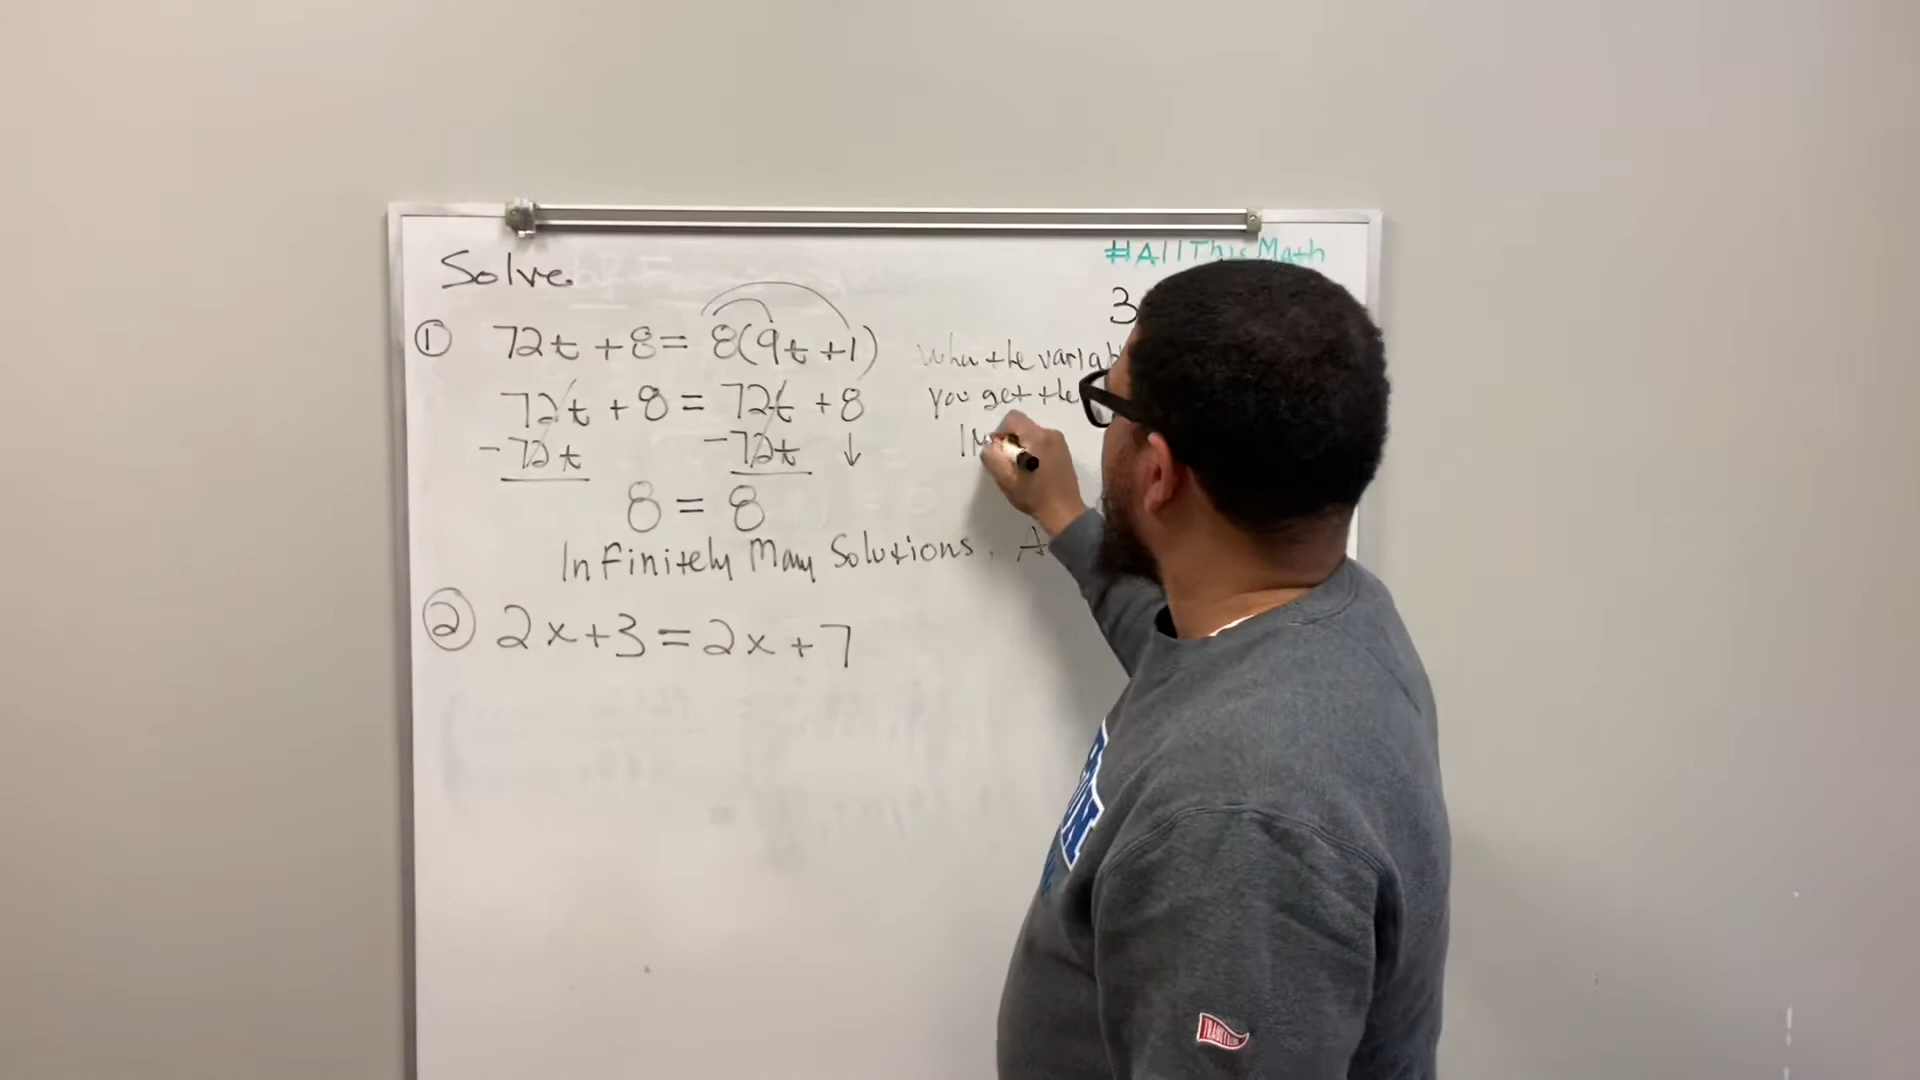 #AllThisMath
Solve
3
① 72t + 8 = 8(9t + 1)
When the variab
72t + 8 = 72t + 8
you get the
-72t -72t ↓
8 = 8
Infinitely Many Solutions. A
② 2x + 3 = 2x + 7